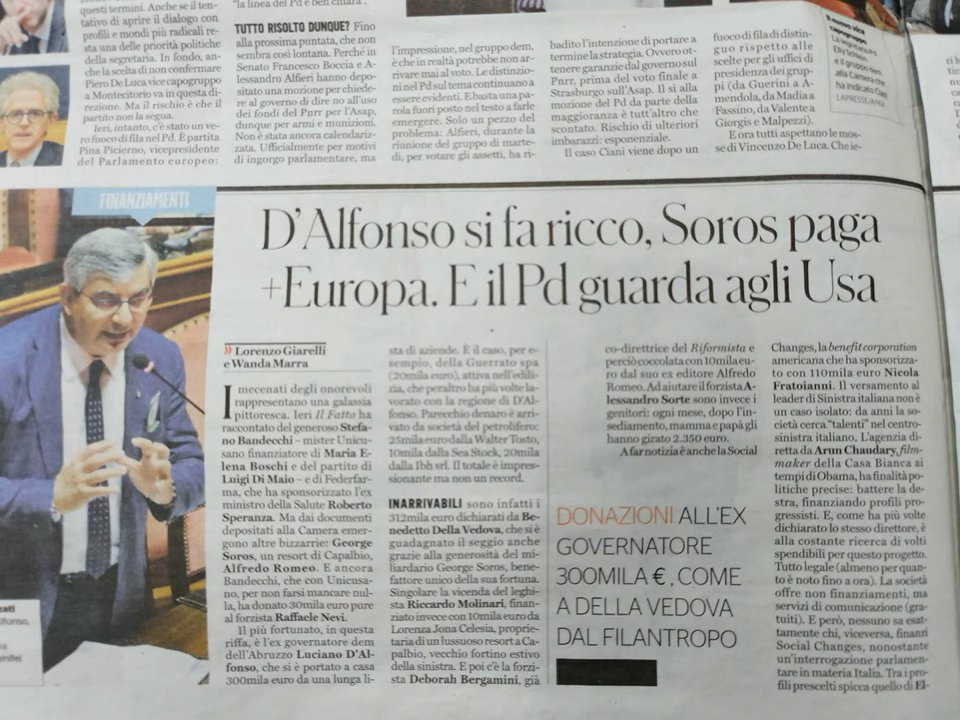 questi termini. Anche se il ten-
tativo di aprire il dialogo con
profili e mondi più radicali re-
sta una delle priorità politiche
della segretaria. In fondo, an-
che la scelta di non confermare
Piero De Luca vice capogruppo
a Montecitorio va in questa di-
rezione. Ma il rischio è che il
partito non la segua.
Ieri, intanto, c'è stato un ve-
ro fuoco di fila nel Pd. È partita
Pina Picierno, vicepresidente
del Parlamento europeo:
"la linea del Pd è ben chiara".
TUTTO RISOLTO DUNQUE? Fino
alla prossima puntata, che non
sembra così lontana. Perché in
Senato Francesco Boccia e A-
lessandro Alfieri hanno depo-
sitato una mozione per chiede-
re al governo di dire no all'uso
dei fondi del Pnrr per l'Asap,
dunque per armi e munizioni.
Non è stata ancora calendariz-
zata. Ufficialmente per motivi
di ingorgo parlamentare, ma
l'impressione, nel gruppo dem,
è che in realtà potrebbe non ar-
rivare mai al voto. Le distinzio-
ni nel Pd sul tema continuano a
essere evidenti. E basta una pa-
rola fuori posto nel testo a farle
emergere. Solo un pezzo del
problema: Alfieri, durante la
riunione del gruppo di marte-
dì, per votare gli assetti, ha ri-
badito l'intenzione di portare a
termine la strategia. Ovvero ot-
tenere garanzie dal governo sul
Pnrr, prima del voto finale a
Strasburgo sull'Asap. Il sì alla
mozione del Pd da parte della
maggioranza è tutt'altro che
scontato. Rischio di ulteriori
imbarazzi: esponenziale.
Il caso Ciani viene dopo un
fuoco di fila di distin-
guo rispetto alle
scelte per gli uffici di
presidenza dei grup-
pi (da Guerini a A-
mendola, da Madia a
Fassino, da Valente a
Giorgis e Malpezzi).
E ora tutti aspettano le mos-
se di Vincenzo De Luca. Che ie-
Il nuovo vice
capogruppo
La segretaria Pd
Elly Schlein
e il gruppo dem
alla Camera che
ha indicato Ciani
LAPRESSE/ANSA
FINANZIAMENTI
D'Alfonso si fa ricco, Soros paga
+Europa. E il Pd guarda agli Usa
» Lorenzo Giarelli
e Wanda Marra
I mecenati degli onorevoli
rappresentano una galassia
pittoresca. Ieri Il Fatto ha
raccontato del generoso Stefa-
no Bandecchi – mister Unicu-
sano finanziatore di Maria E-
lena Boschi e del partito di
Luigi Di Maio – e di Federfar-
ma, che ha sponsorizzato l'ex
ministro della Salute Roberto
Speranza. Ma dai documenti
depositati alla Camera emer-
gono altre bizzarrie: George
Soros, un resort di Capalbio,
Alfredo Romeo. E ancora
Bandecchi, che con Unicusa-
no, per non farsi mancare nul-
la, ha donato 30mila euro pure
al forzista Raffaele Nevi.
Il più fortunato, in questa
riffa, è l'ex governatore dem
dell'Abruzzo Luciano D'Al-
fonso, che si è portato a casa
300mila euro da una lunga li-
sta di aziende. È il caso, per e-
sempio, della Guerrato spa
(20mila euro), attiva nell'edili-
zia, che peraltro ha più volte la-
vorato con la regione di D'Al-
fonso. Parecchio denaro è arri-
vato da società del petrolifero:
25mila euro dalla Walter Tosto,
10mila dalla Sea Stock, 20mila
dalla Ibh srl. Il totale è impres-
sionante ma non un record.
INARRIVABILI sono infatti i
312mila euro dichiarati da Be-
nedetto Della Vedova, che si è
guadagnato il seggio anche
grazie alla generosità del mi-
liardario George Soros, bene-
fattore unico della sua fortuna.
Singolare la vicenda del leghi-
sta Riccardo Molinari, finan-
ziato invece con 10mila euro da
Lorenza Jona Celesia, proprie-
taria di un lussuoso resort a Ca-
palbio, vecchio fortino estivo
della sinistra. E poi c'è la forzi-
sta Deborah Bergamini, già
co-direttrice del Riformista e
perciò coccolata con 10mila eu-
ro dal suo ex editore Alfredo
Romeo. Ad aiutare il forzista A-
lessandro Sorte sono invece i
genitori: ogni mese, dopo l'in-
sediamento, mamma e papà gli
hanno girato 2.350 euro.
A far notizia è anche la Social
DONAZIONI ALL'EX
GOVERNATORE
300MILA €, COME
A DELLA VEDOVA
DAL FILANTROPO
Changes, la benefit corporation
americana che ha sponsorizza-
to con 110mila euro Nicola
Fratoianni. Il versamento al
leader di Sinistra italiana non è
un caso isolato: da anni la so-
cietà cerca "talenti" nel centro-
sinistra italiano. L'agenzia di-
retta da Arun Chaudary, film-
maker della Casa Bianca ai
tempi di Obama, ha finalità po-
litiche precise: battere la de-
stra, finanziando profili pro-
gressisti. E, come ha più volte
dichiarato lo stesso direttore, è
alla costante ricerca di volti
spendibili per questo progetto.
Tutto legale (almeno per quan-
to è noto fino a ora). La società
offre non finanziamenti, ma
servizi di comunicazione (gra-
tuiti). E però, nessuno sa esat-
tamente chi, viceversa, finanzi
Social Changes, nonostante
un'interrogazione parlamen-
tare in materia Italia. Tra i pro-
fili prescelti spicca quello di El-